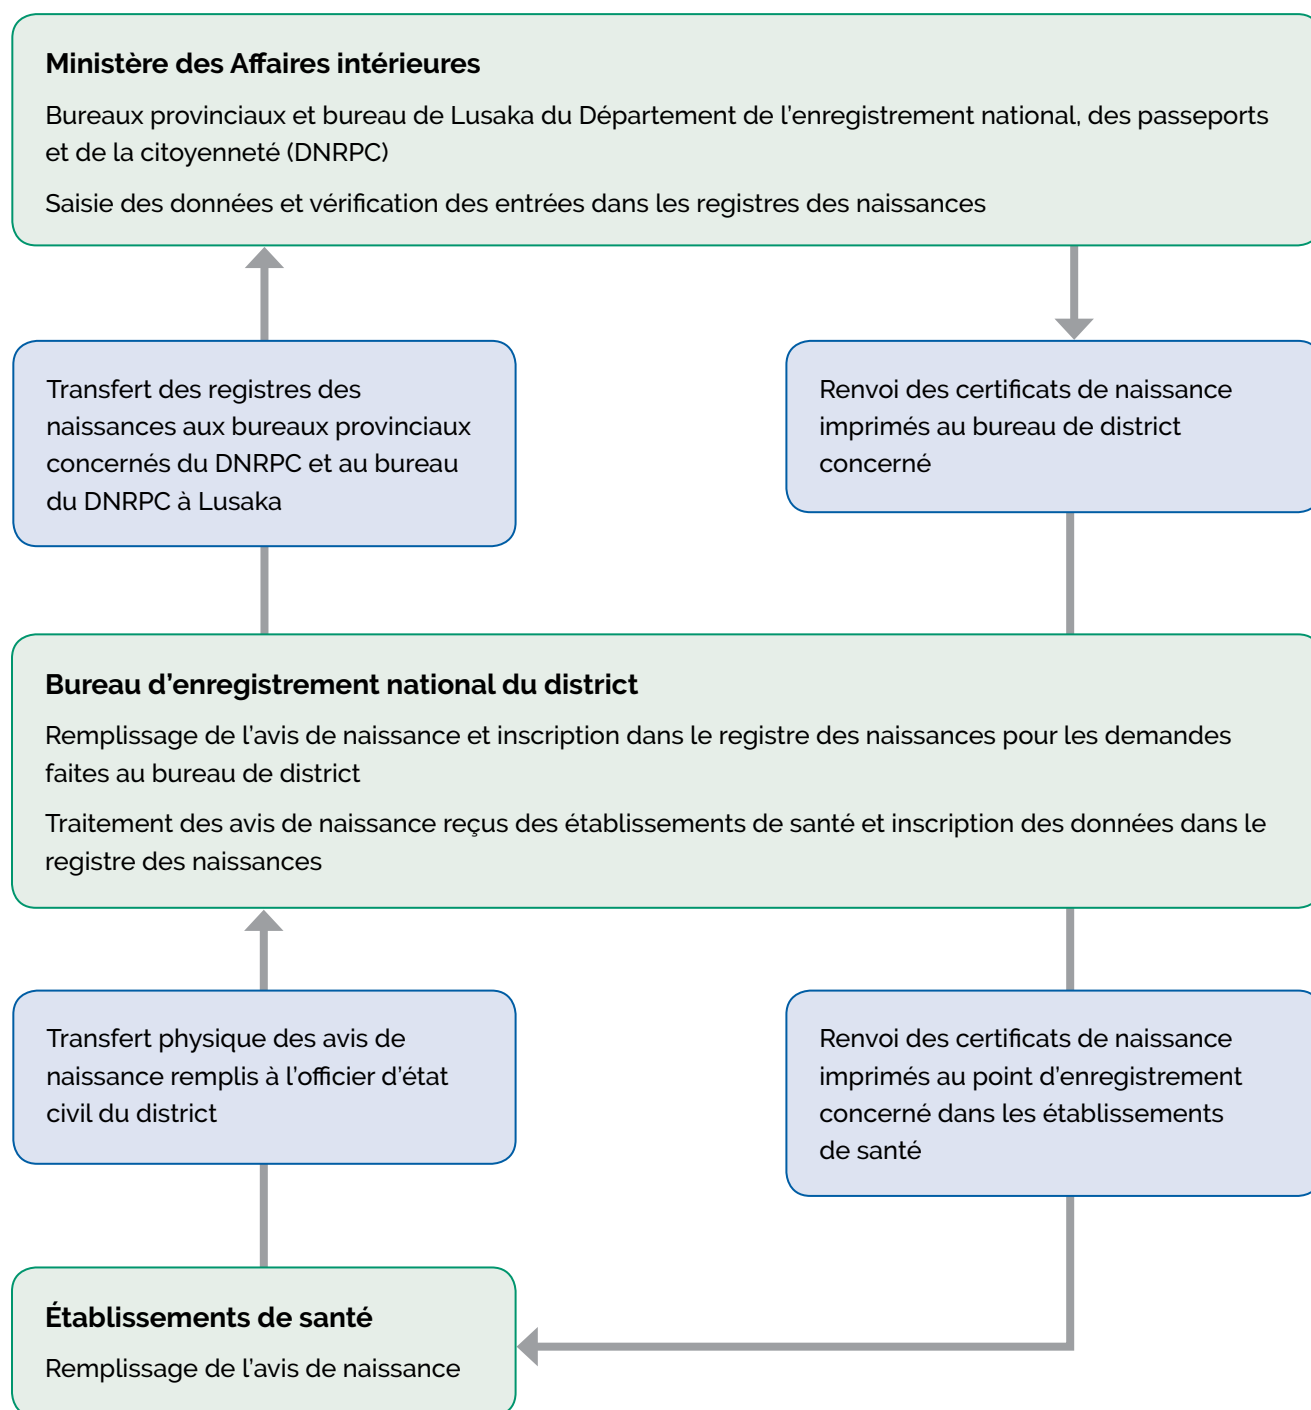 Ministère des Affaires intérieures
Bureaux provinciaux et bureau de Lusaka du Département de l’enregistrement national, des passeports
et de la citoyenneté (DNRPC)
Saisie des données et vérification des entrées dans les registres des naissances
Transfert des registres des
naissances aux bureaux provinciaux
concernés du DNRPC et au bureau
du DNRPC à Lusaka
Renvoi des certificats de naissance
imprimés au bureau de district
concerné
Bureau d’enregistrement national du district
Remplissage de l’avis de naissance et inscription dans le registre des naissances pour les demandes
faites au bureau de district
Traitement des avis de naissance reçus des établissements de santé et inscription des données dans le
registre des naissances
Transfert physique des avis de
naissance remplis à l’officier d’état
civil du district
Renvoi des certificats de naissance
imprimés au point d’enregistrement
concerné dans les établissements
de santé
Établissements de santé
Remplissage de l’avis de naissance